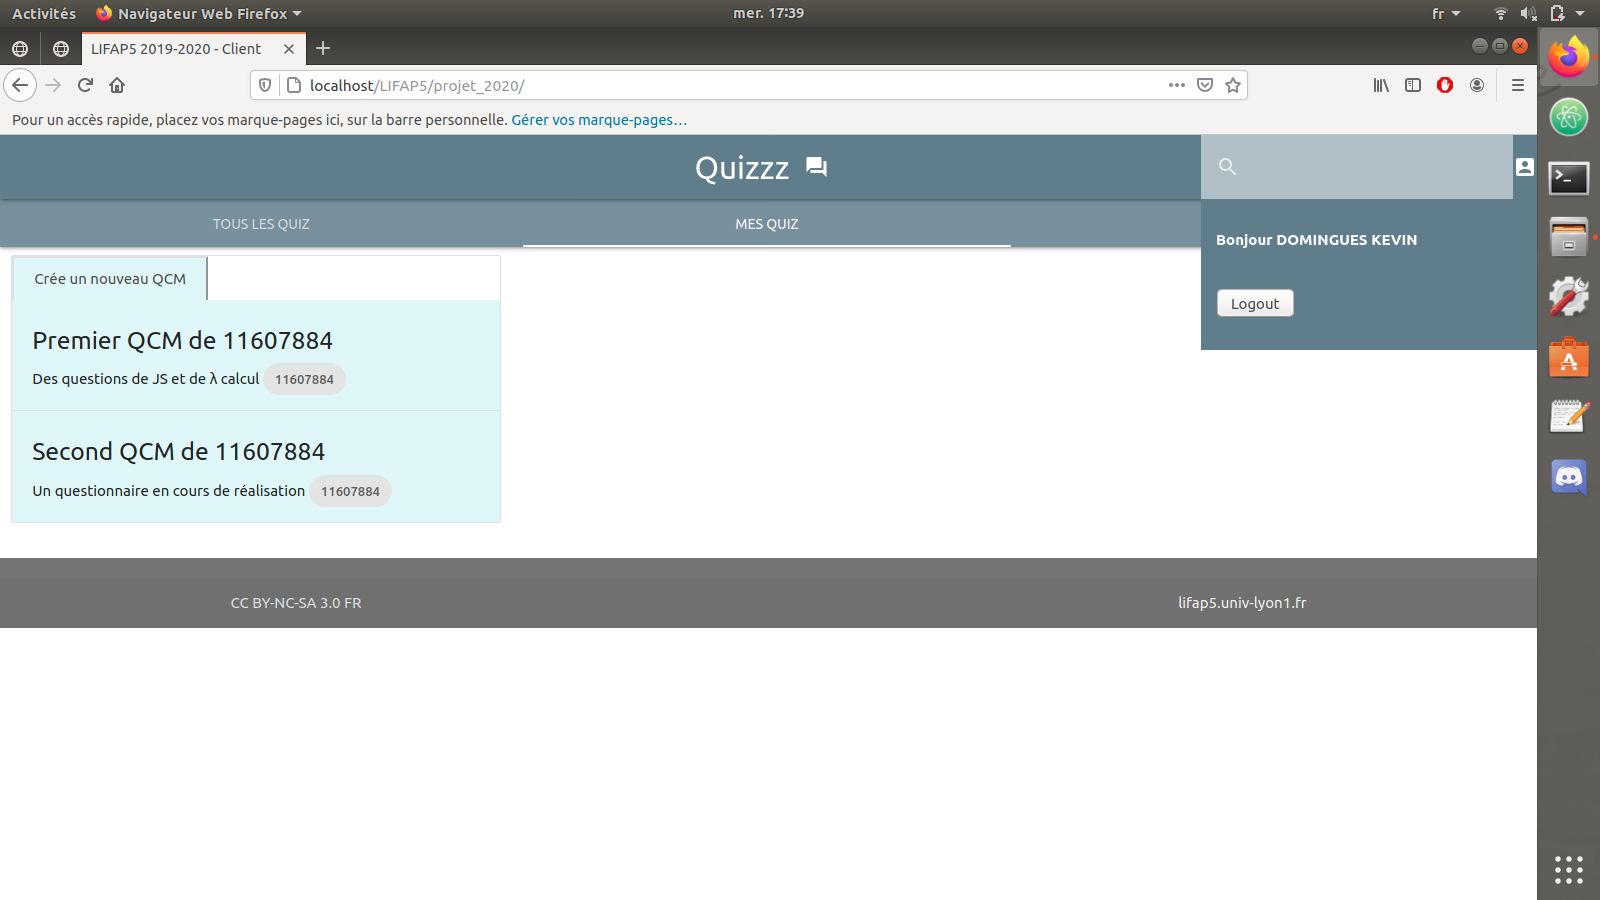 Activités
Navigateur Web Firefox
mer. 17:39
fr
LIFAP5 2019-2020 - Client
localhost/LIFAP5/projet_2020/
Pour un accès rapide, placez vos marque-pages ici, sur la barre personnelle. Gérer vos marque-pages…
Quizzz
TOUS LES QUIZ
MES QUIZ
Bonjour DOMINGUES KEVIN
Logout
Crée un nouveau QCM
Premier QCM de 11607884
Des questions de JS et de λ calcul 11607884
Second QCM de 11607884
Un questionnaire en cours de réalisation 11607884
CC BY-NC-SA 3.0 FR
lifap5.univ-lyon1.fr